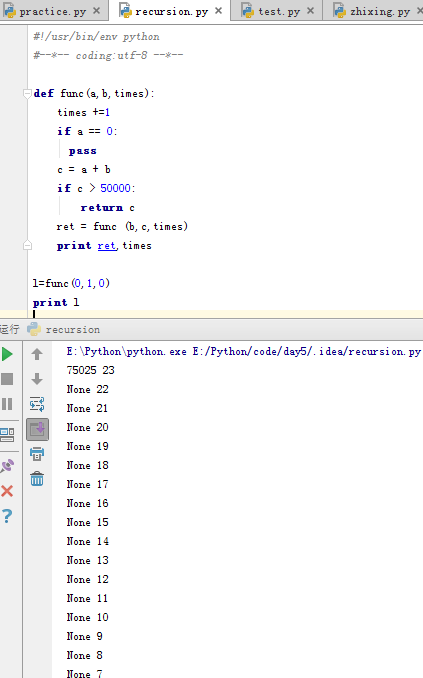 practice.py × recursion.py × test.py × zhixing.py ×
#!/usr/bin/env python
#--*-- coding:utf-8 --*--
def func(a,b,times):
times +=1
if a == 0:
pass
c = a + b
if c > 50000:
return c
ret = func (b,c,times)
print ret,times
l=func(0,1,0)
print l
运行 recursion
E:\Python\python.exe E:/Python/code/day5/.idea/recursion.py
75025 23
None 22
None 21
None 20
None 19
None 18
None 17
None 16
None 15
None 14
None 13
None 12
None 11
None 10
None 9
None 8
None 7